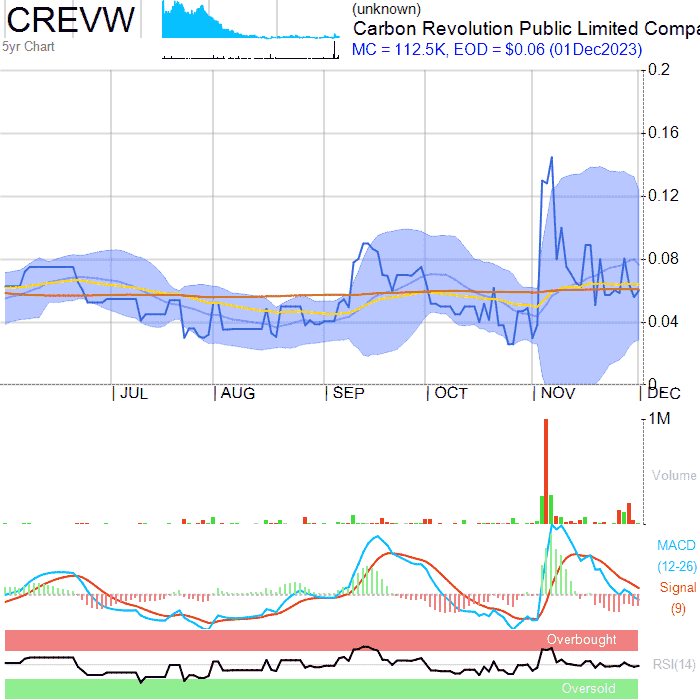 CREVW
5yr Chart
(unknown)
Carbon Revolution Public Limited Compa
MC = 112.5K, EOD = $0.06 (01Dec2023)
0.2
0.16
0.12
0.08
0.04
0
JUL AUG SEP OCT NOV DEC
1M
Volume
MACD
(12-26)
Signal
(9)
Overbought
RSI(14)
Oversold